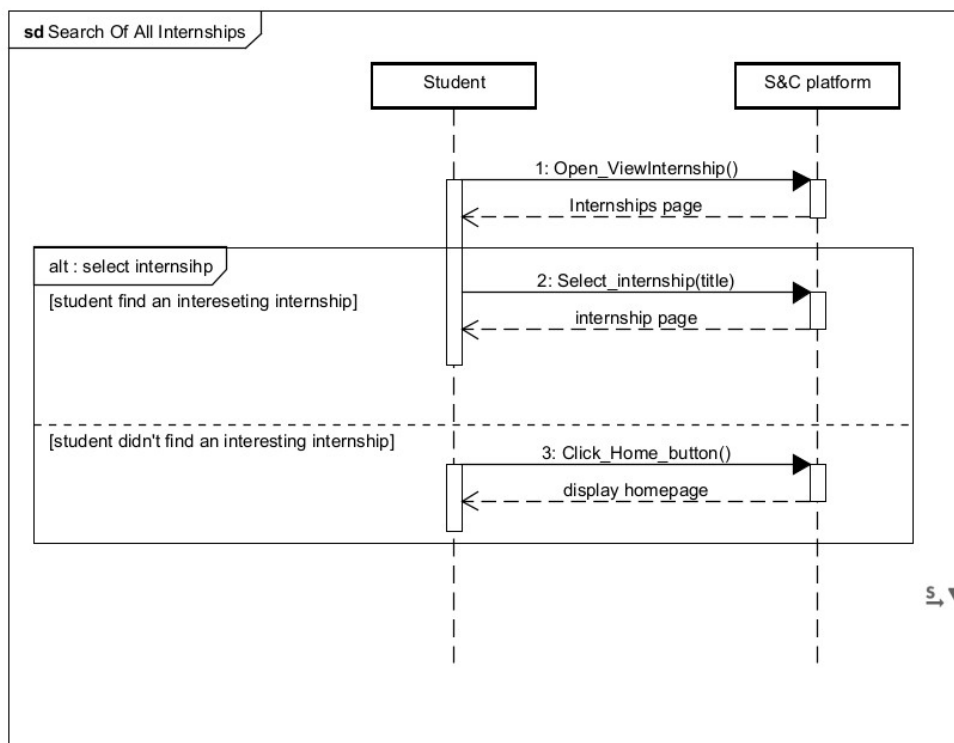 sd Search Of All Internships
Student
S&C platform
1: Open_ViewInternship()
Internships page
alt : select internsihp
[student find an intereseting internship]
2: Select_internship(title)
internship page
[student didn't find an interesting internship]
3: Click_Home_button()
display homepage
S